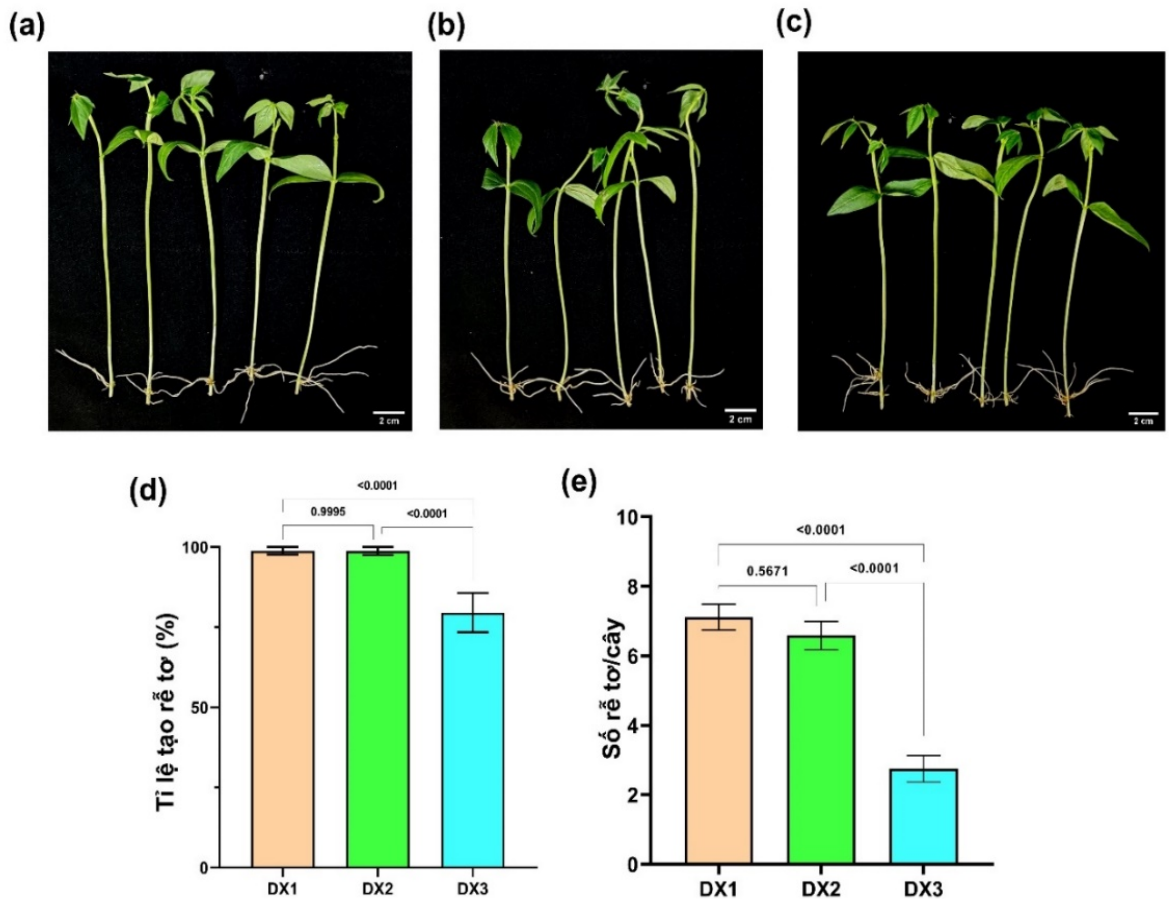 (a)
(b)
(c)
2 cm
2 cm
2 cm
(d)
<0.0001
0.9995
<0.0001
Tỉ lệ tạo rễ tơ (%)
100
50
0
DX1
DX2
DX3
(e)
<0.0001
0.5671
<0.0001
Số rễ tơ/cây
10
8
6
4
2
0
DX1
DX2
DX3